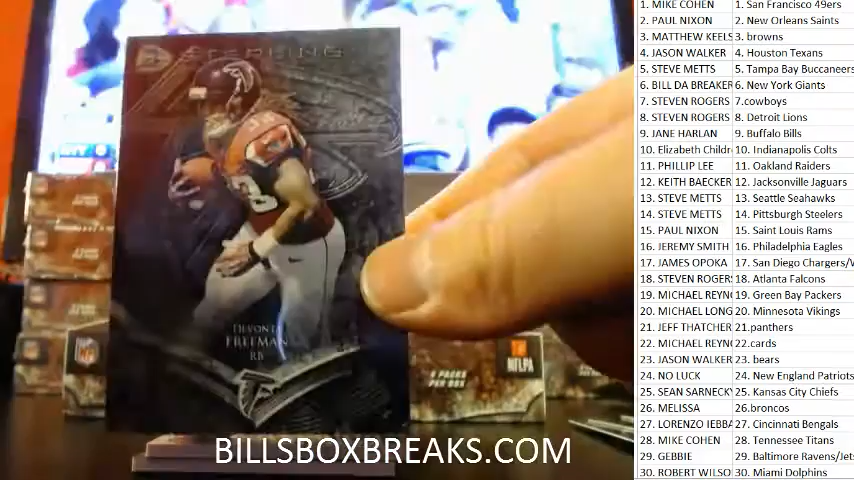 STERLING
38
DEVONTA
FREEMAN
RB
NFL
NFLPA
6 PACKS
PER BOX
BILLSBOXBREAKS.COM
1. MIKE COHEN 1. San Francisco 49ers
2. PAUL NIXON 2. New Orleans Saints
3. MATTHEW KEELS 3. browns
4. JASON WALKER 4. Houston Texans
5. STEVE METTS 5. Tampa Bay Buccaneers
6. BILL DA BREAKER 6. New York Giants
7. STEVEN ROGERS 7.cowboys
8. STEVEN ROGERS 8. Detroit Lions
9. JANE HARLAN 9. Buffalo Bills
10. Elizabeth Childr 10. Indianapolis Colts
11. PHILLIP LEE 11. Oakland Raiders
12. KEITH BAECKER 12. Jacksonville Jaguars
13. STEVE METTS 13. Seattle Seahawks
14. STEVE METTS 14. Pittsburgh Steelers
15. PAUL NIXON 15. Saint Louis Rams
16. JEREMY SMITH 16. Philadelphia Eagles
17. JAMES OPOKA 17. San Diego Chargers/V
18. STEVEN ROGERS 18. Atlanta Falcons
19. MICHAEL REYN 19. Green Bay Packers
20. MICHAEL LONG 20. Minnesota Vikings
21. JEFF THATCHER 21.panthers
22. MICHAEL REYN 22.cards
23. JASON WALKER 23. bears
24. NO LUCK 24. New England Patriots
25. SEAN SARNECK 25. Kansas City Chiefs
26. MELISSA 26.broncos
27. LORENZO IEBBA 27. Cincinnati Bengals
28. MIKE COHEN 28. Tennessee Titans
29. GEBBIE 29. Baltimore Ravens/Jets
30. ROBERT WILSO 30. Miami Dolphins